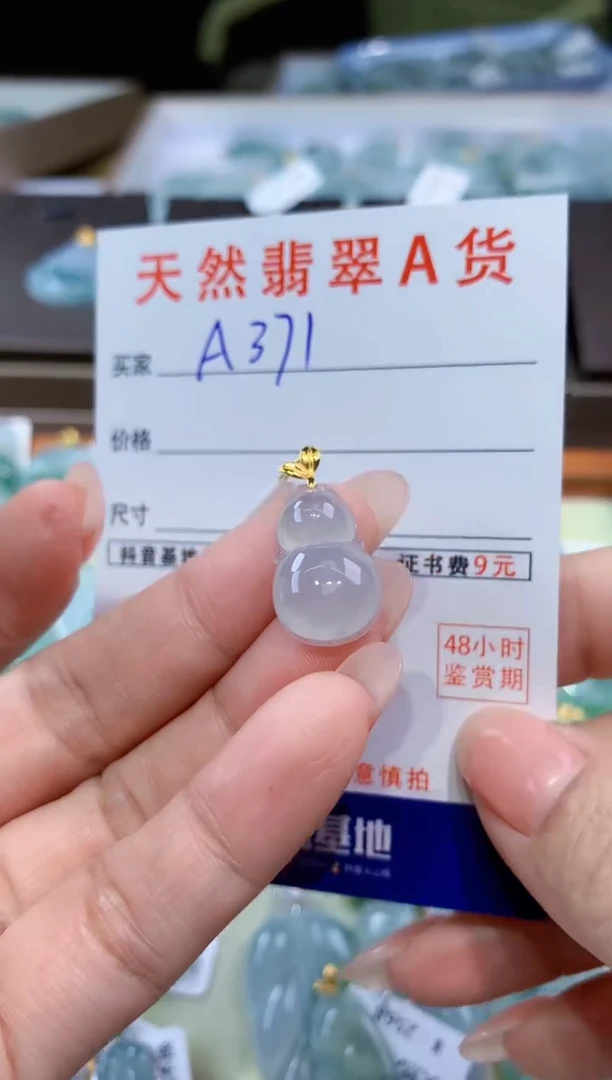 天然翡翠A货
买家 A371
价格
尺寸
抖音基地 证书费9元
48小时
鉴赏期
意慎拍
基地